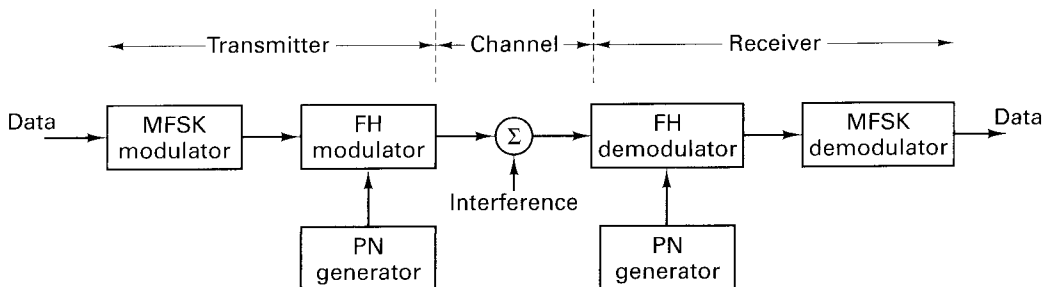 Transmitter
Channel
Receiver
Data
MFSK
modulator
FH
modulator
Σ
FH
demodulator
MFSK
demodulator
Data
Interference
PN
generator
PN
generator